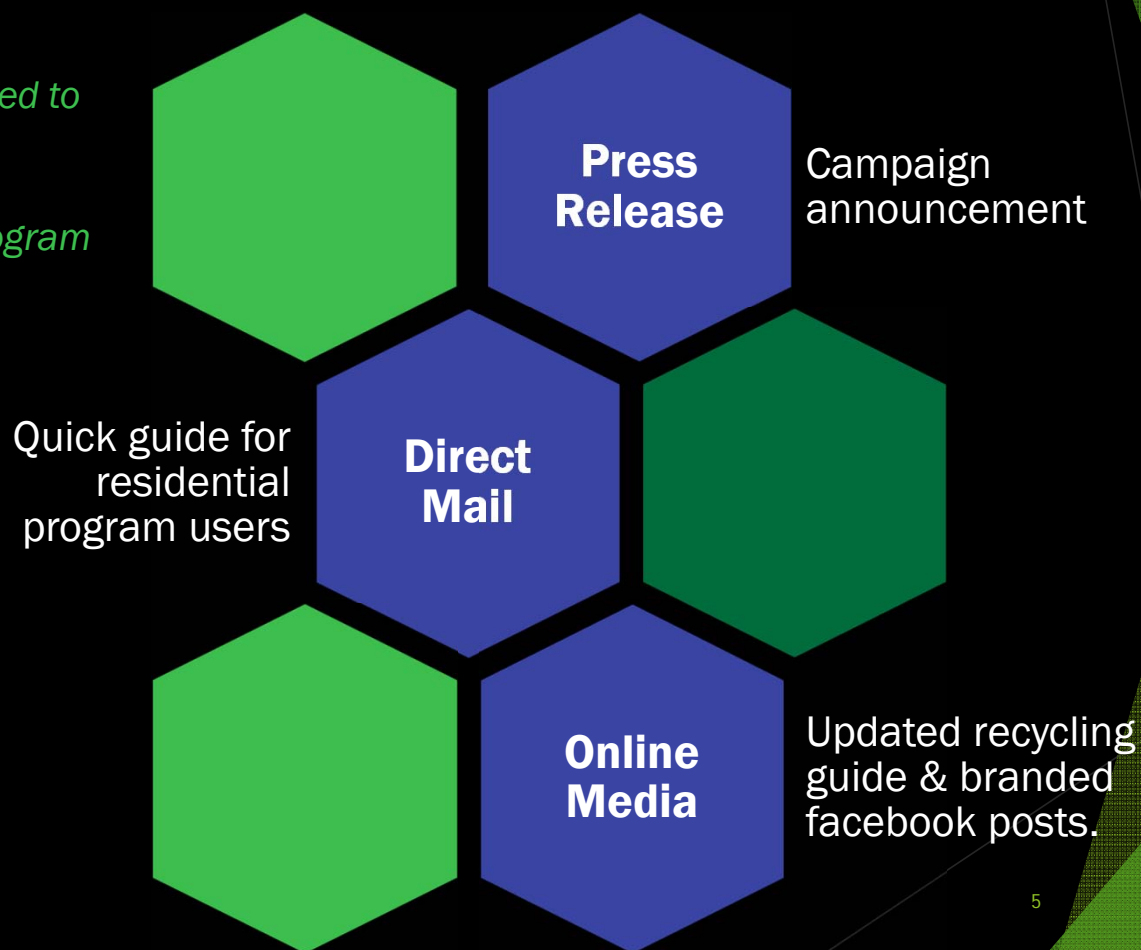 ed to
Press
Release
Campaign
announcement
Quick guide for
residential
program users
Direct
Mail
Online
Media
Updated recycling
guide & branded
facebook posts.
5